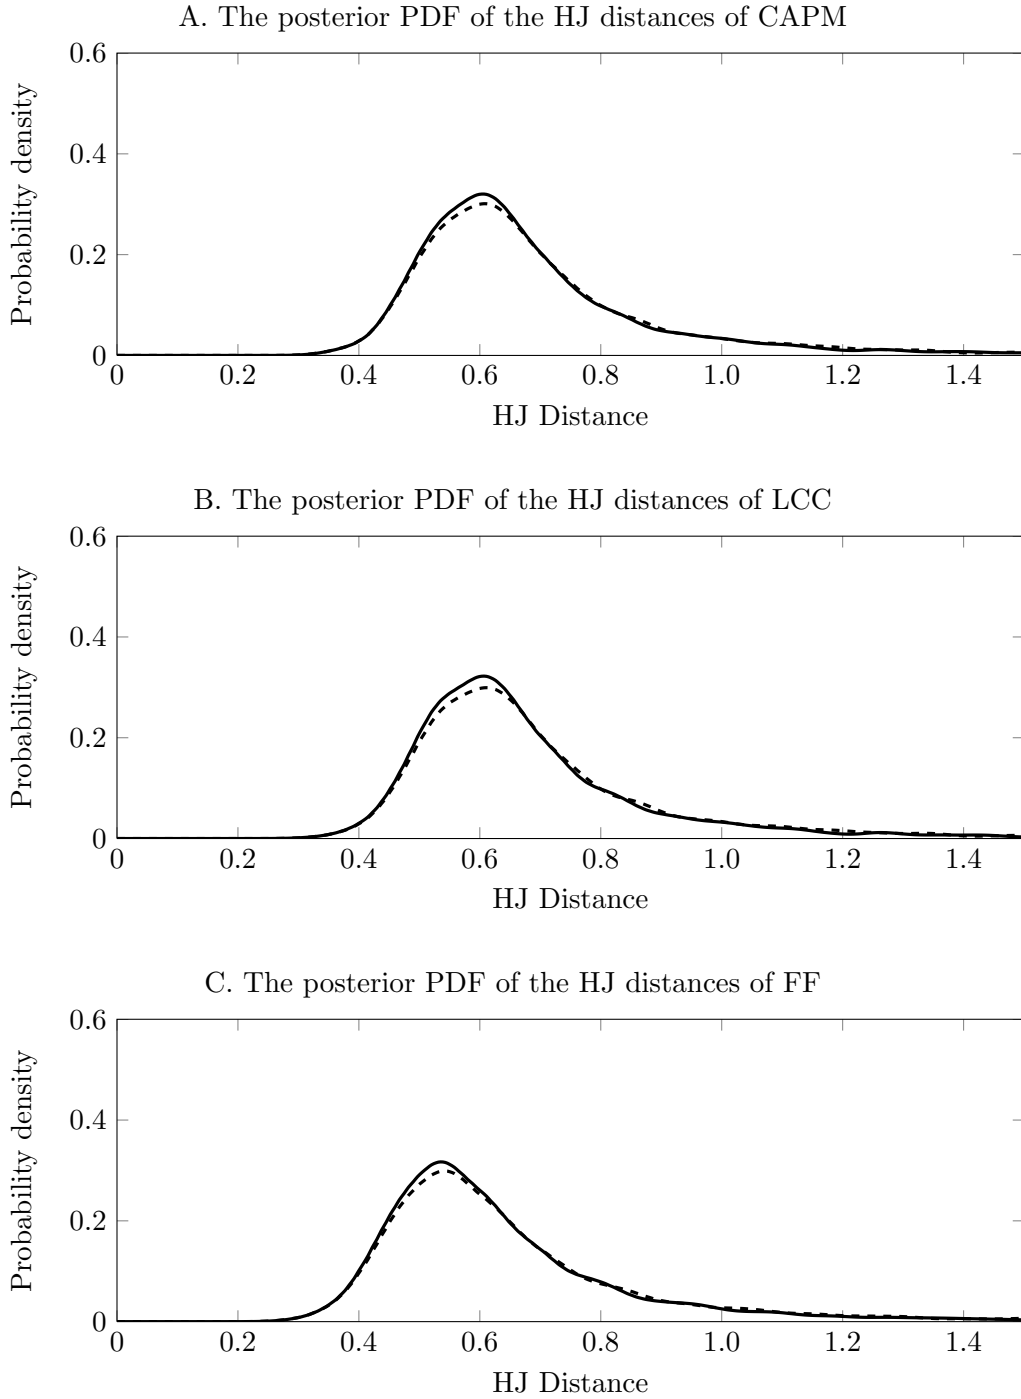 A. The posterior PDF of the HJ distances of CAPM
Probability density
0.6
0.4
0.2
0
0 0.2 0.4 0.6 0.8 1.0 1.2 1.4
HJ Distance
B. The posterior PDF of the HJ distances of LCC
Probability density
0.6
0.4
0.2
0
0 0.2 0.4 0.6 0.8 1.0 1.2 1.4
HJ Distance
C. The posterior PDF of the HJ distances of FF
Probability density
0.6
0.4
0.2
0
0 0.2 0.4 0.6 0.8 1.0 1.2 1.4
HJ Distance